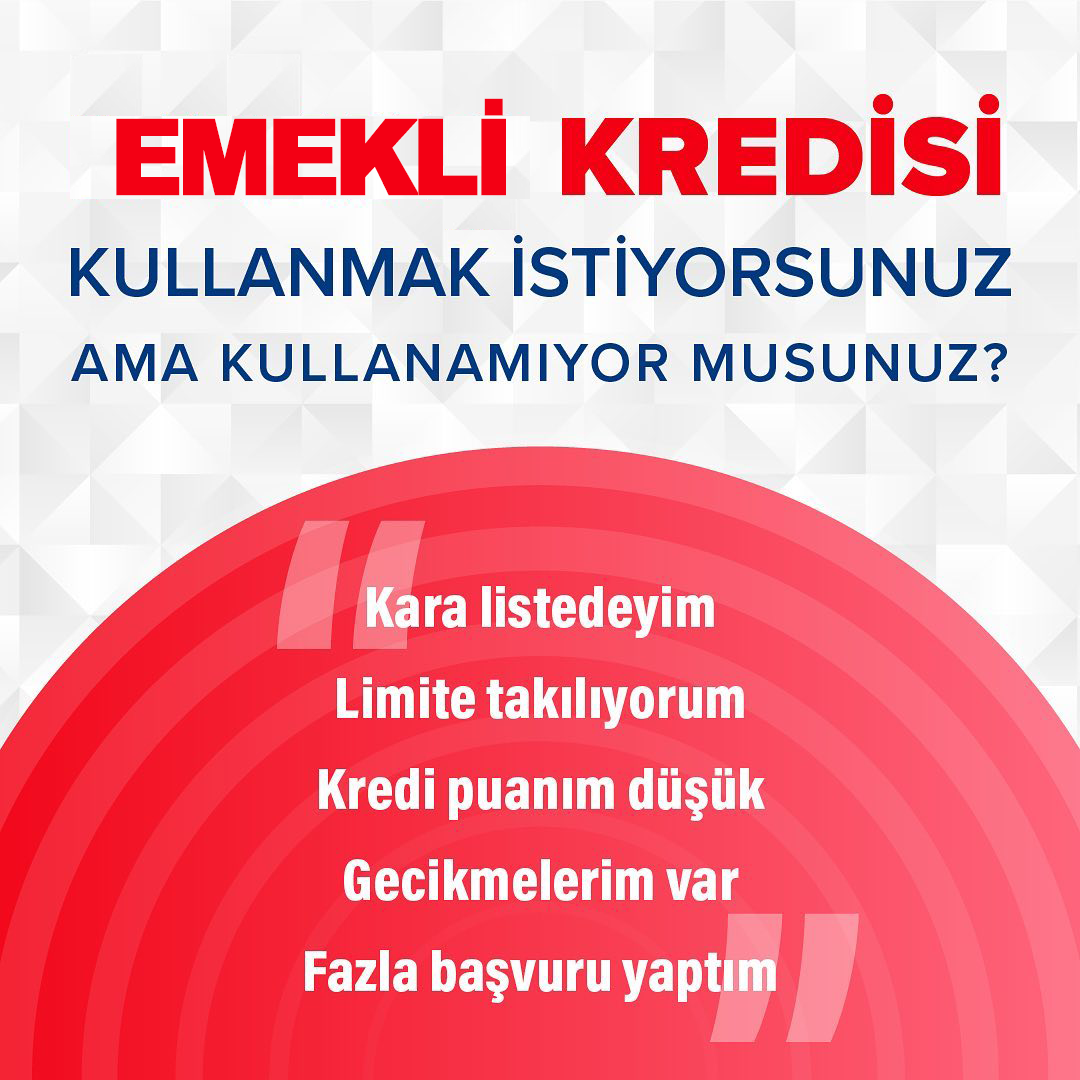 EMEKLİ KREDİSİ
KULLANMAK İSTİYORSUNUZ
AMA KULLANAMIYOR MUSUNUZ?
"Kara listedeyim
Limite takılıyorum
Kredi puanım düşük
Gecikmelerim var
Fazla başvuru yaptım"